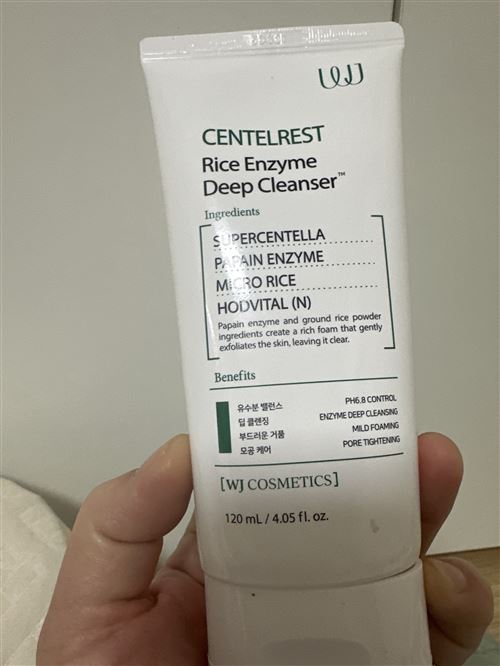 WJ
CENTELREST
Rice Enzyme
Deep Cleanser™
Ingredients
SUPERCENTELLA
PAPAIN ENZYME
MICRO RICE
HODVITAL (N)
Papain enzyme and ground rice powder
ingredients create a rich foam that gently
exfoliates the skin, leaving it clear.
Benefits
유수분 밸런스
딥 클렌징
부드러운 거품
모공 케어
PH6.8 CONTROL
ENZYME DEEP CLEANSING
MILD FOAMING
PORE TIGHTENING
[WJ COSMETICS]
120 mL / 4.05 fl. oz.